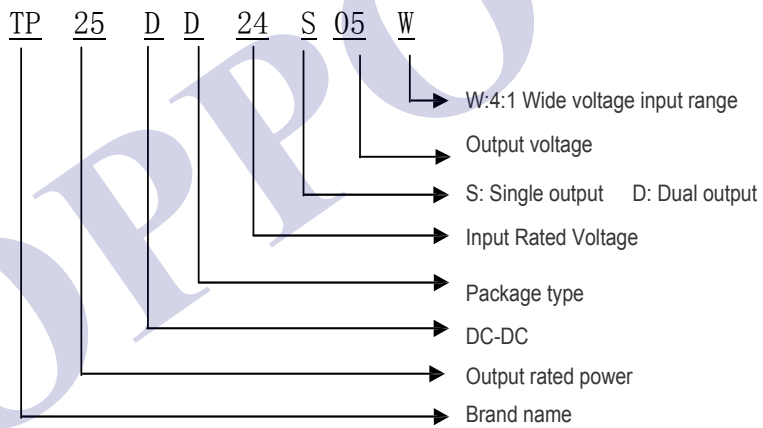 TP 25 D D 24 S 05 W
W:4:1 Wide voltage input range
Output voltage
S: Single output D: Dual output
Input Rated Voltage
Package type
DC-DC
Output rated power
Brand name
OPPO